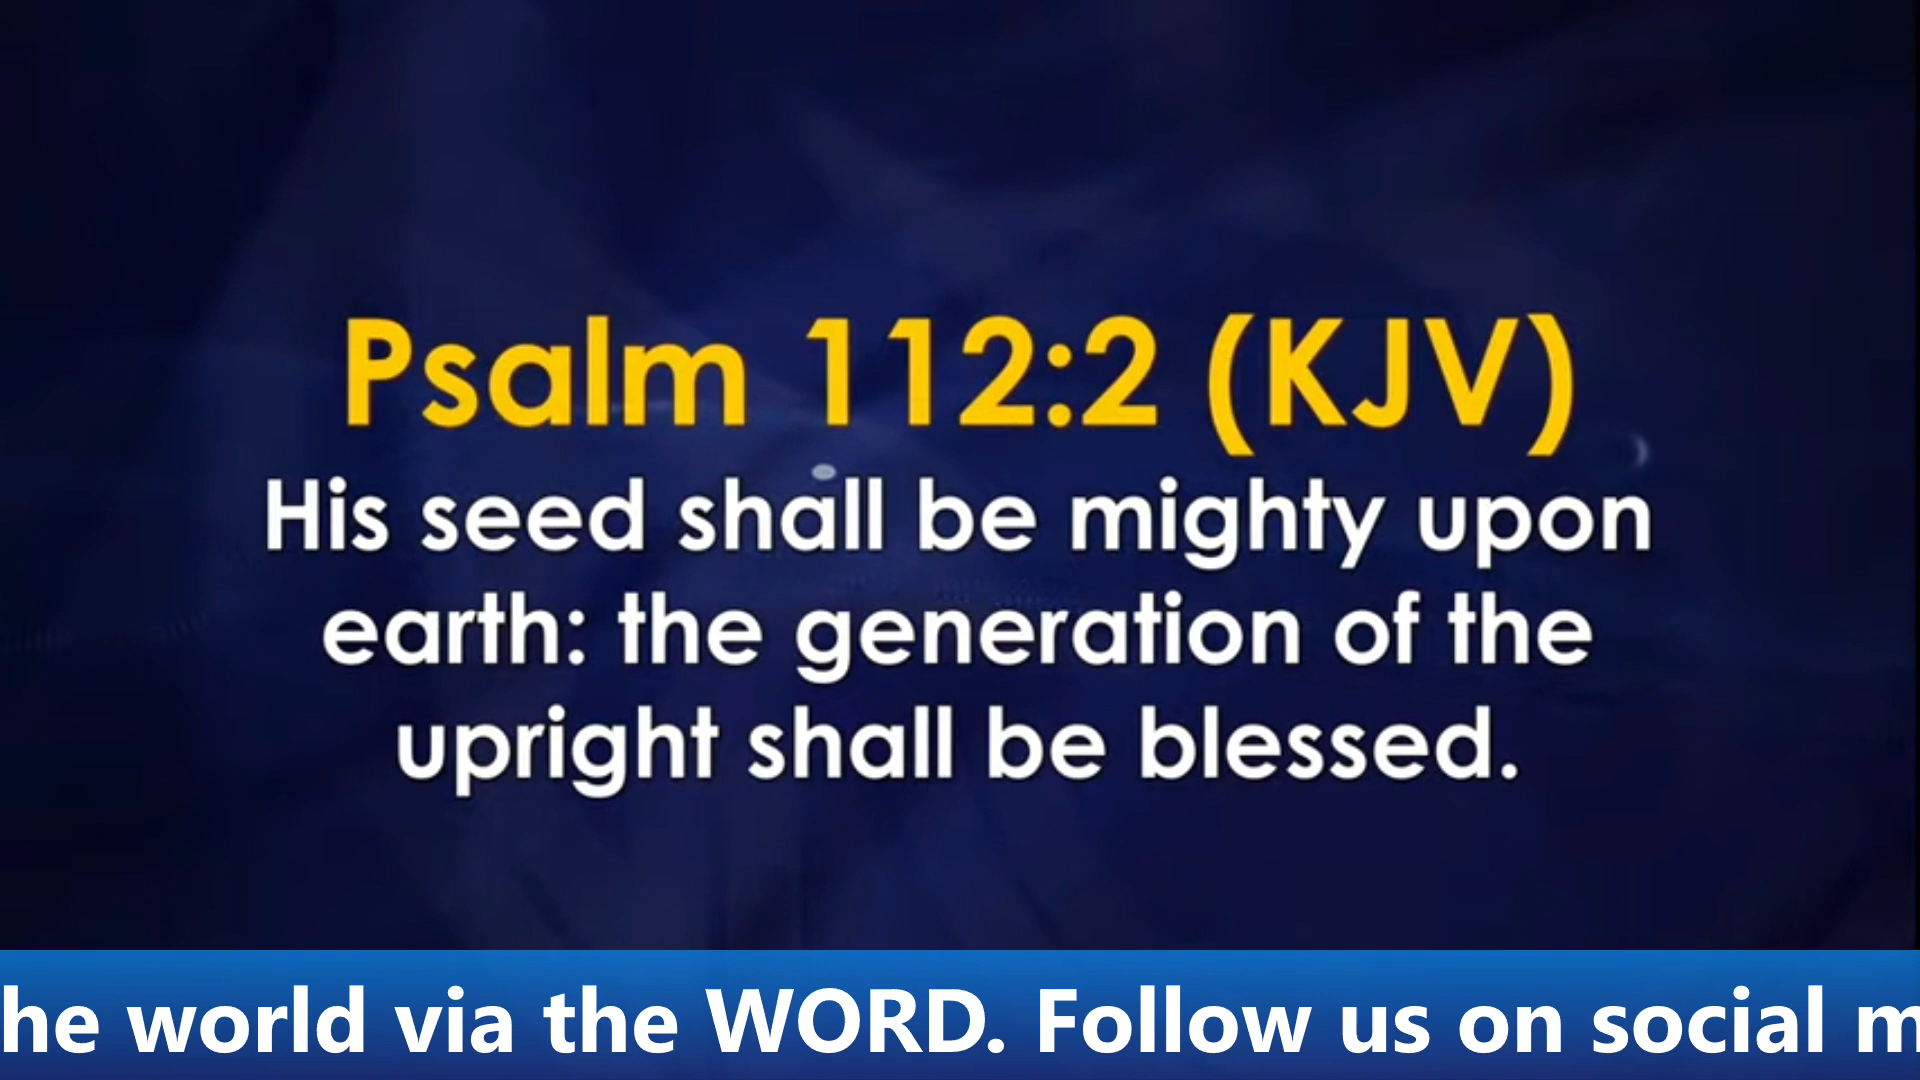 Psalm 112:2 (KJV)
His seed shall be mighty upon
earth: the generation of the
upright shall be blessed.
he world via the WORD. Follow us on social m